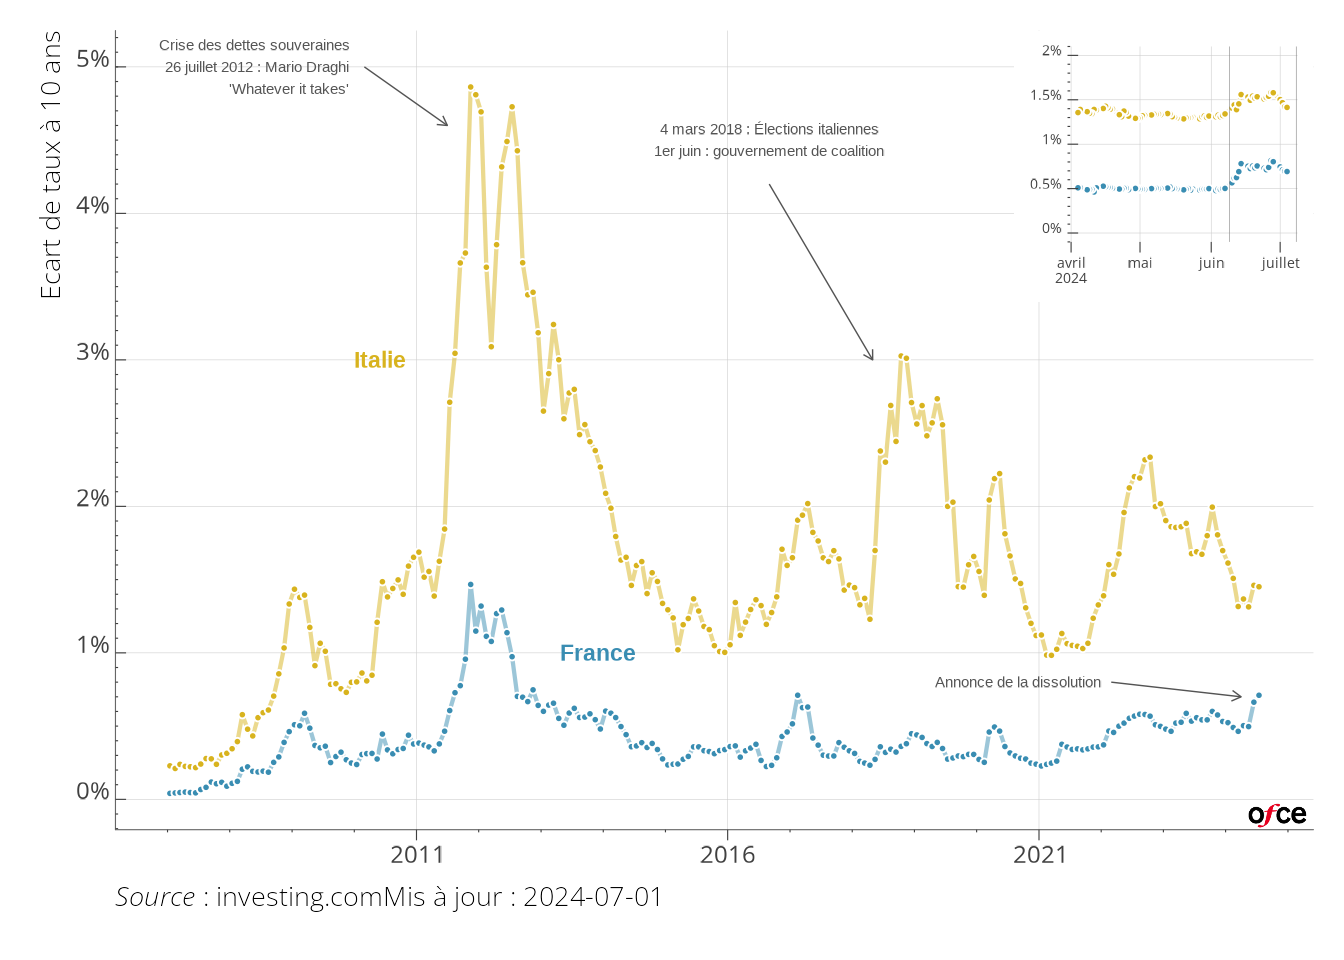 Ecart de taux à 10 ans
5%
4%
3%
2%
1%
0%
Crise des dettes souveraines
26 juillet 2012 : Mario Draghi
'Whatever it takes'
4 mars 2018 : Élections italiennes
1er juin : gouvernement de coalition
2%
1.5%
1%
0.5%
0%
avril
2024
mai
juin
juillet
Italie
France
Annonce de la dissolution
ofce
2011
2016
2021
Source : investing.comMis à jour : 2024-07-01